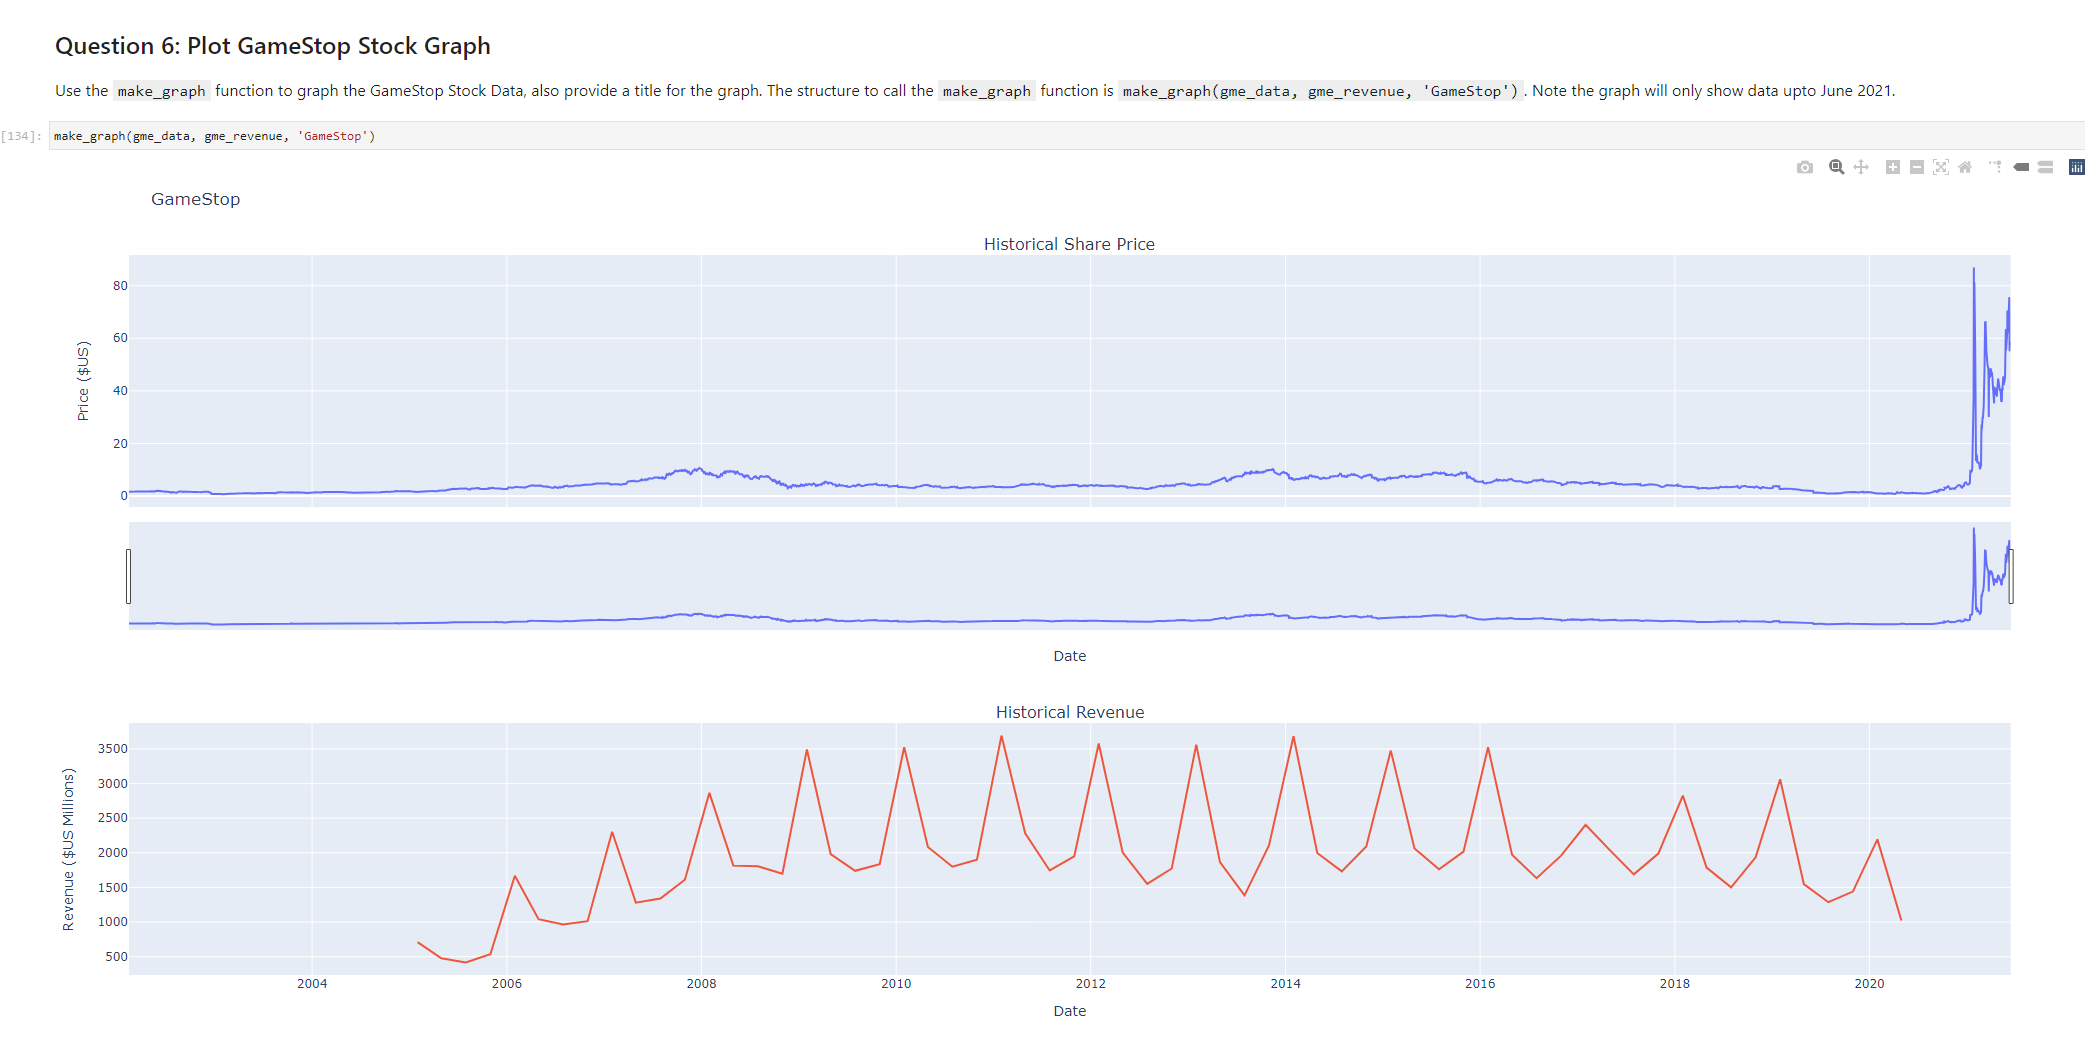 Question 6: Plot GameStop Stock Graph
Use the make_graph function to graph the GameStop Stock Data, also provide a title for the graph. The structure to call the make_graph function is make_graph(gme_data, gme_revenue, 'GameStop') . Note the graph will only show data upto June 2021.
[134]: make_graph(gme_data, gme_revenue, 'GameStop')
GameStop
Historical Share Price
Price ($US)
80
60
40
20
0
Date
Historical Revenue
Revenue ($US Millions)
3500
3000
2500
2000
1500
1000
500
2004 2006 2008 2010 2012 2014 2016 2018 2020
Date